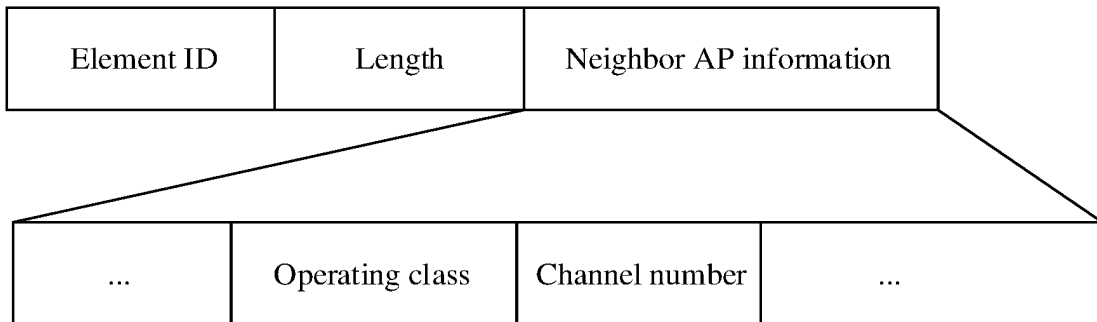 Element ID Length Neighbor AP information
... Operating class Channel number ...